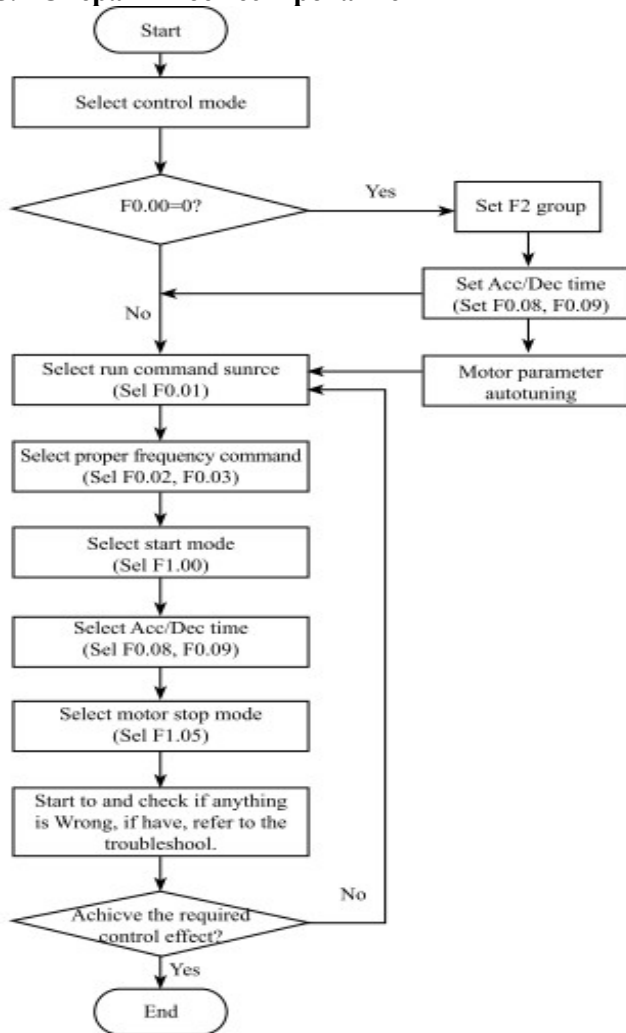 Start
Select control mode
F0.00=0?
Yes
Set F2 group
Set Acc/Dec time
(Set F0.08, F0.09)
No
Motor parameter
autotuning
Select run command sunrce
(Sel F0.01)
Select proper frequency command
(Sel F0.02, F0.03)
Select start mode
(Sel F1.00)
Select Acc/Dec time
(Sel F0.08, F0.09)
Select motor stop mode
(Sel F1.05)
Start to and check if anything
is Wrong, if have, refer to the
troubleshool.
No
Achieve the required
control effect?
Yes
End